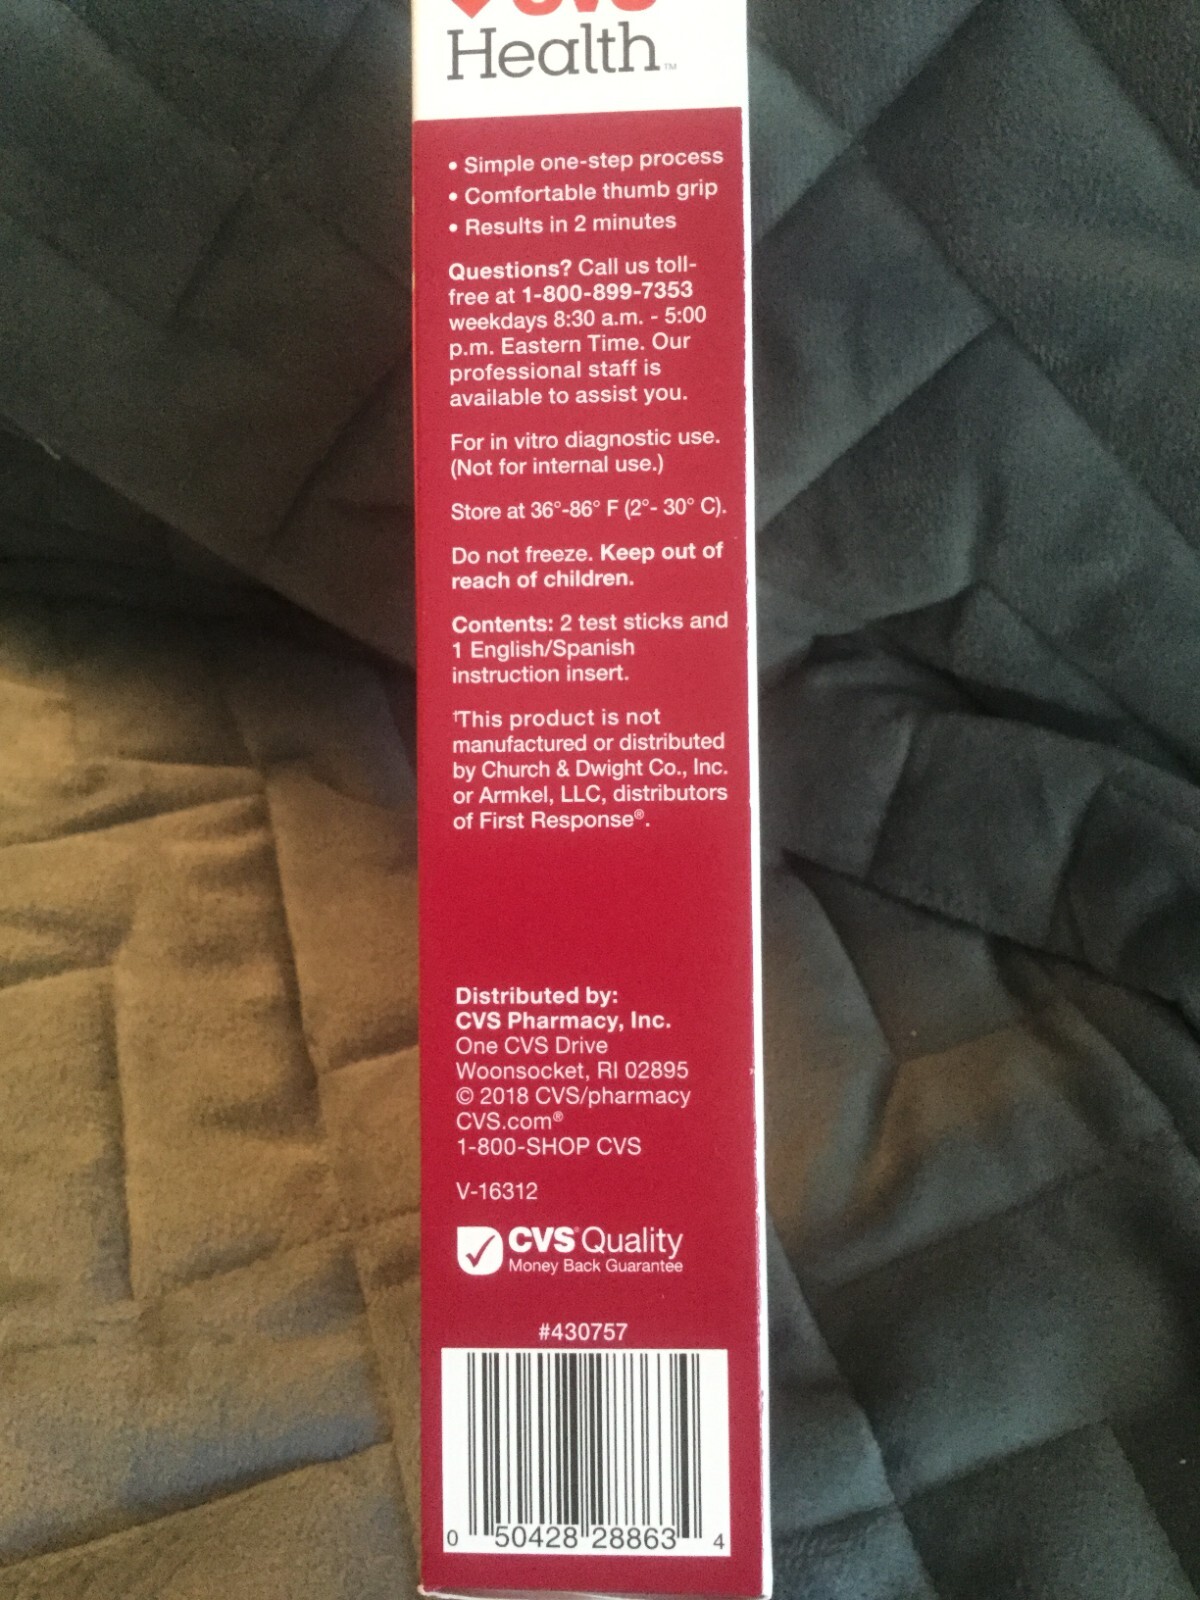 CVS
Health™
• Simple one-step process
• Comfortable thumb grip
• Results in 2 minutes
Questions? Call us toll-
free at 1-800-899-7353
weekdays 8:30 a.m. - 5:00
p.m. Eastern Time. Our
professional staff is
available to assist you.
For in vitro diagnostic use.
(Not for internal use.)
Store at 36°-86° F (2°- 30° C).
Do not freeze. Keep out of
reach of children.
Contents: 2 test sticks and
1 English/Spanish
instruction insert.
†This product is not
manufactured or distributed
by Church & Dwight Co., Inc.
or Armkel, LLC, distributors
of First Response®.
Distributed by:
CVS Pharmacy, Inc.
One CVS Drive
Woonsocket, RI 02895
© 2018 CVS/pharmacy
CVS.com®
1-800-SHOP CVS
V-16312
CVS® Quality
Money Back Guarantee
#430757
0 50428 28863 4